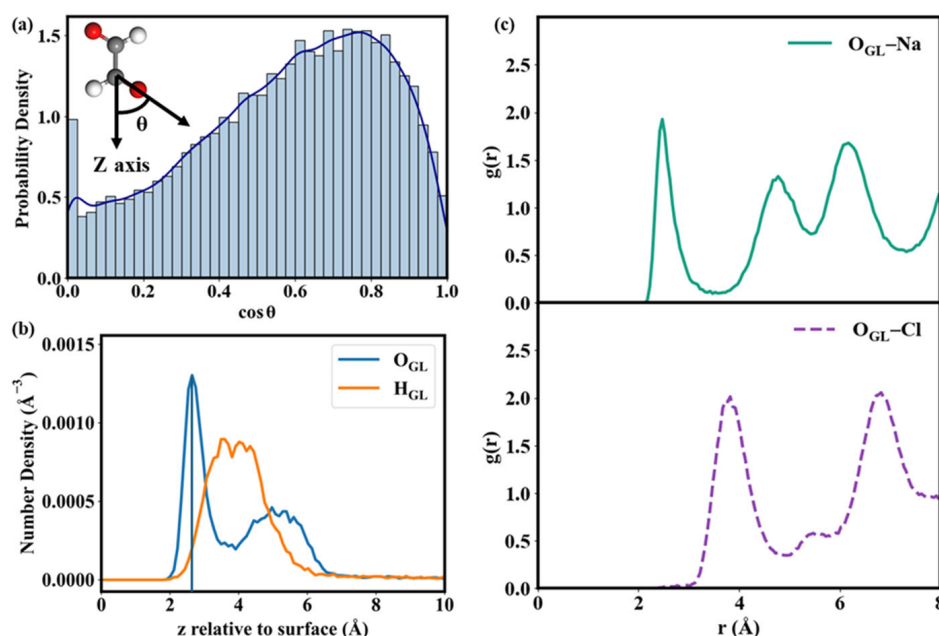 (a)
1.5
1.0
0.5
0.0
Probability Density
θ
Z axis
0.0 0.2 0.4 0.6 0.8 1.0
cos θ
(b)
0.0015
0.0010
0.0005
0.0000
Number Density (Å⁻³)
O_GL
H_GL
0 2 4 6 8 10
z relative to surface (Å)
(c)
2.5
2.0
1.5
1.0
0.5
0.0
g(r)
O_GL–Na
2.5
2.0
1.5
1.0
0.5
0.0
g(r)
O_GL–Cl
0 2 4 6 8
r (Å)